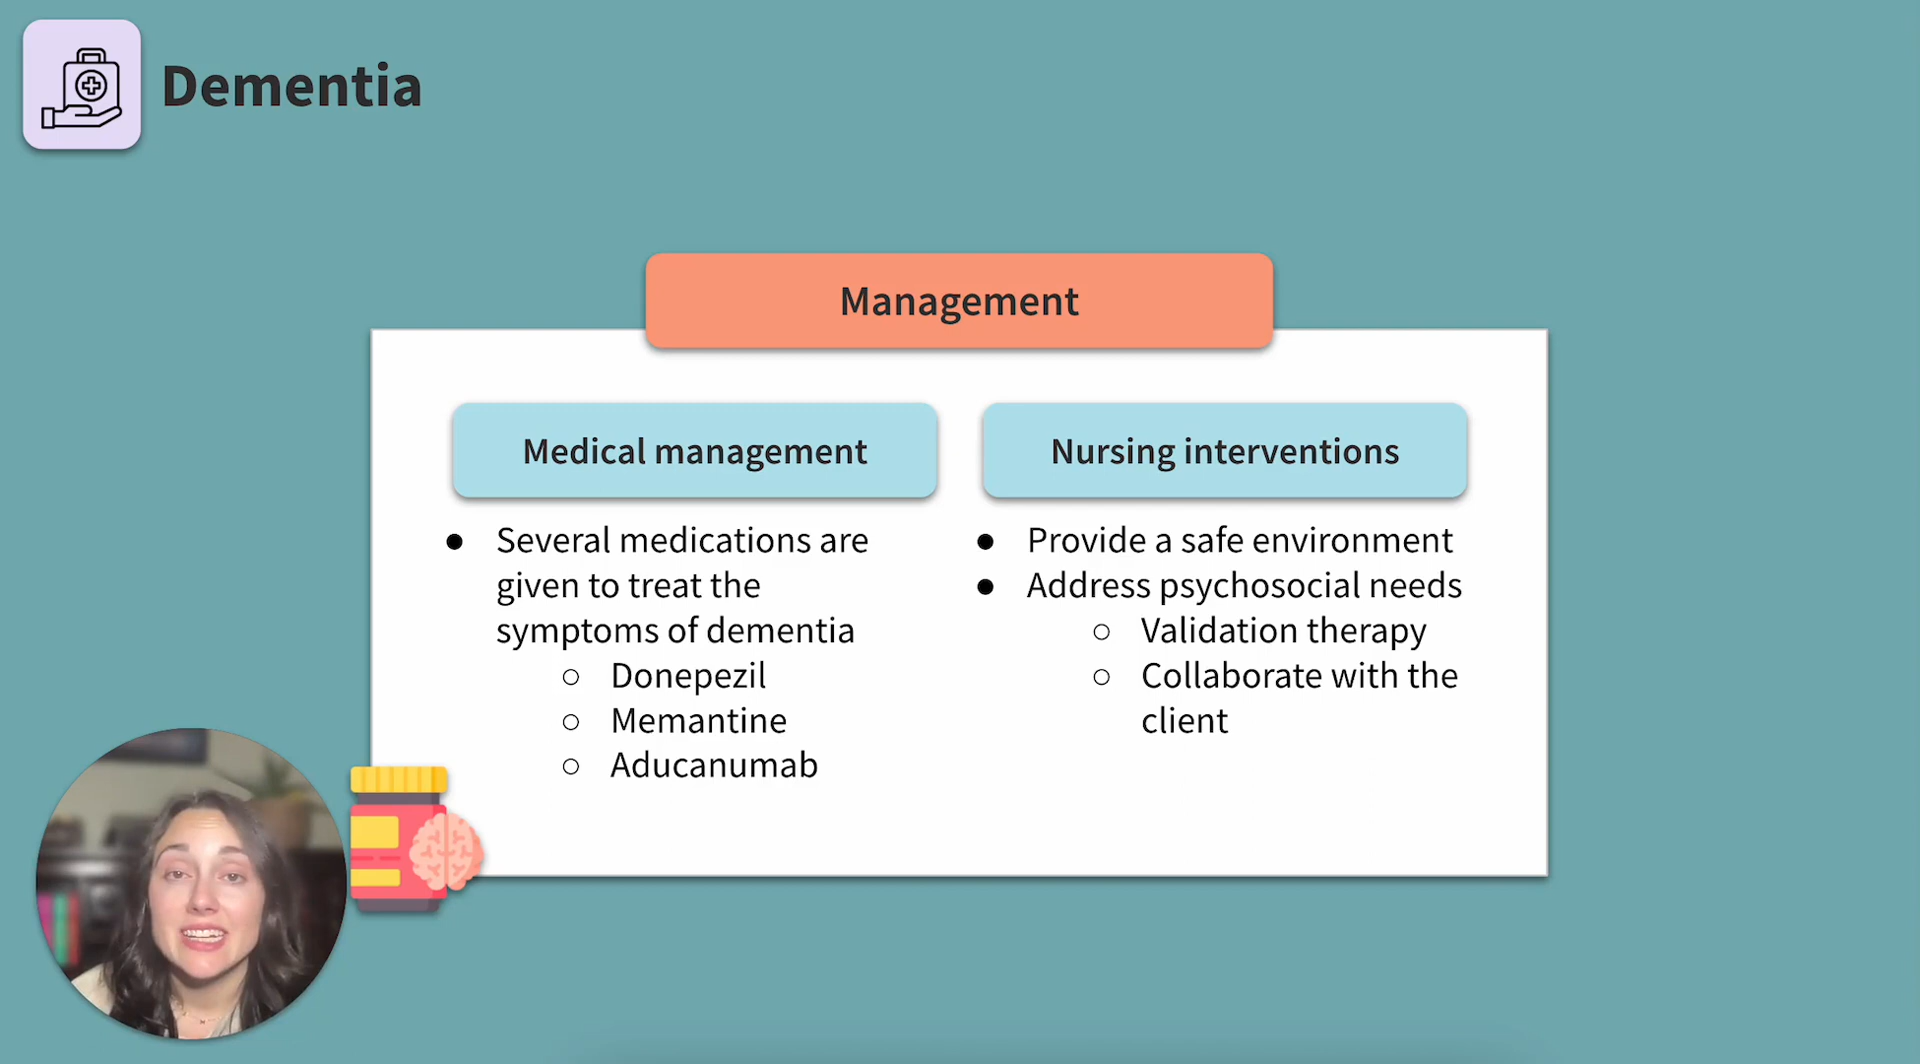 Dementia
Management
Medical management
● Several medications are
given to treat the
symptoms of dementia
○ Donepezil
○ Memantine
○ Aducanumab
Nursing interventions
● Provide a safe environment
● Address psychosocial needs
○ Validation therapy
○ Collaborate with the
client